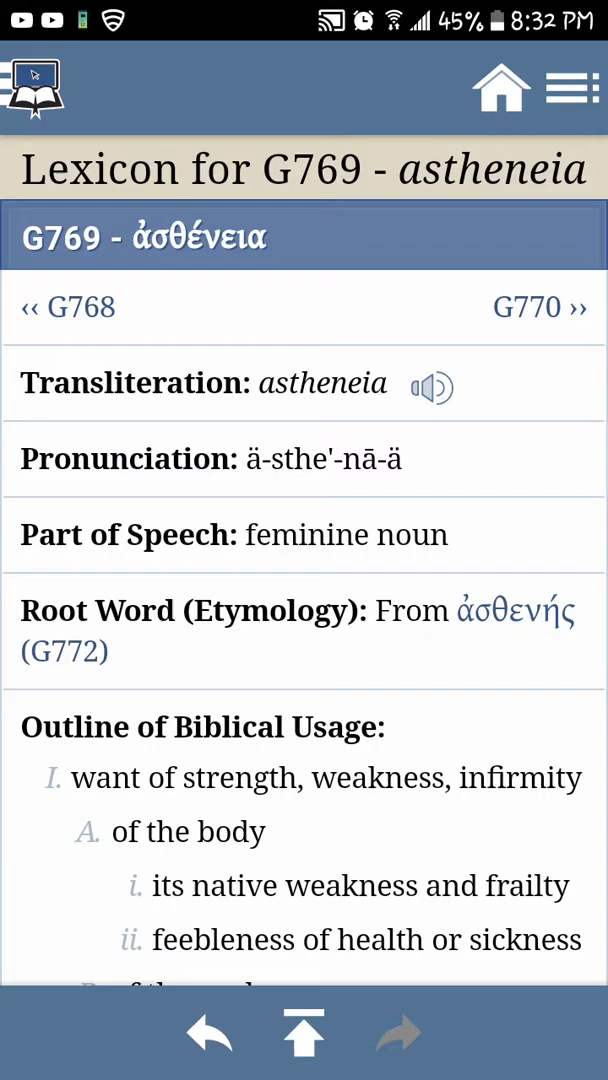 45% 8:32 PM
Lexicon for G769 - astheneia
G769 - ἀσθένεια
‹‹ G768 G770 ››
Transliteration: astheneia
Pronunciation: ä-sthe'-nā-ä
Part of Speech: feminine noun
Root Word (Etymology): From ἀσθενής
(G772)
Outline of Biblical Usage:
I. want of strength, weakness, infirmity
A. of the body
i. its native weakness and frailty
ii. feebleness of health or sickness